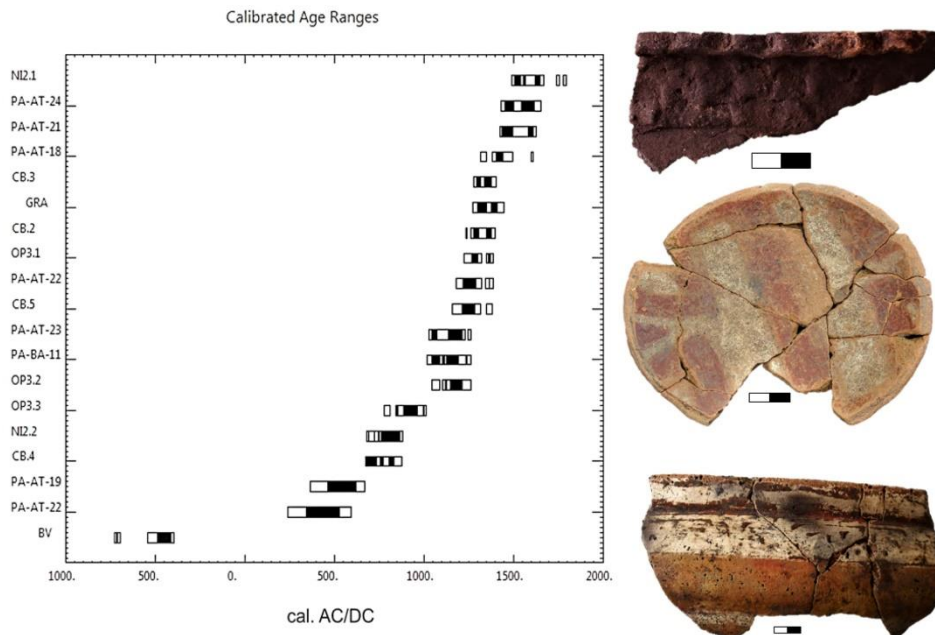 Calibrated Age Ranges
NI2.1
PA-AT-24
PA-AT-21
PA-AT-18
CB.3
GRA
CB.2
OP3.1
PA-AT-22
CB.5
PA-AT-23
PA-BA-11
OP3.2
OP3.3
NI2.2
CB.4
PA-AT-19
PA-AT-22
BV
1000. 500. 0. 500. 1000. 1500. 2000.
cal. AC/DC